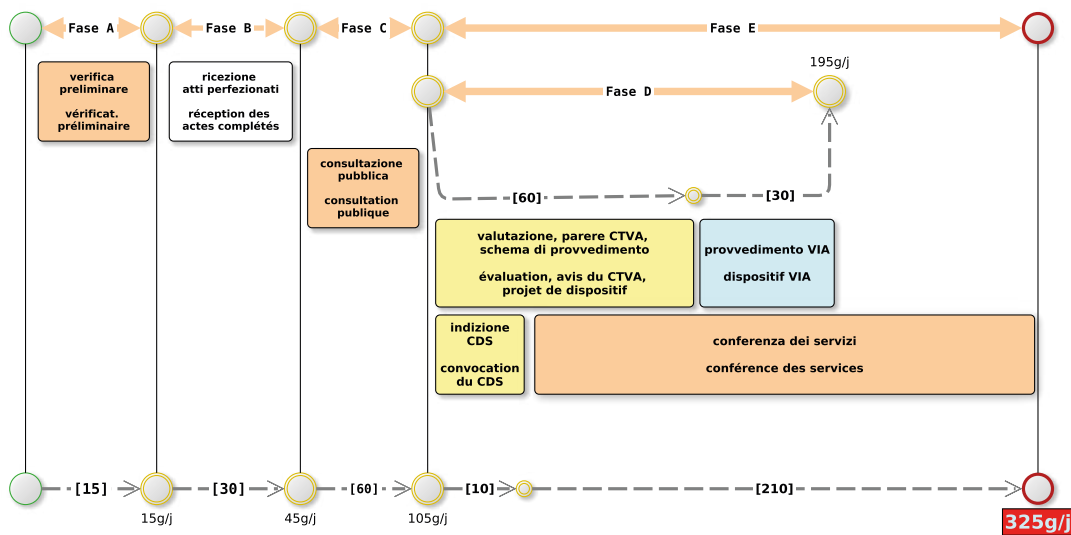 Fase A
Fase B
Fase C
Fase E
verifica
preliminare
vérificat.
préliminaire
ricezione
atti perfezionati
réception des
actes complétés
195g/j
Fase D
consultazione
pubblica
consultation
publique
[60]
[30]
valutazione, parere CTVA,
schema di provvedimento
évaluation, avis du CTVA,
projet de dispositif
provvedimento VIA
dispositif VIA
indizione
CDS
convocation
du CDS
conferenza dei servizi
conférence des services
[15]
[30]
[60]
[10]
[210]
15g/j
45g/j
105g/j
325g/j